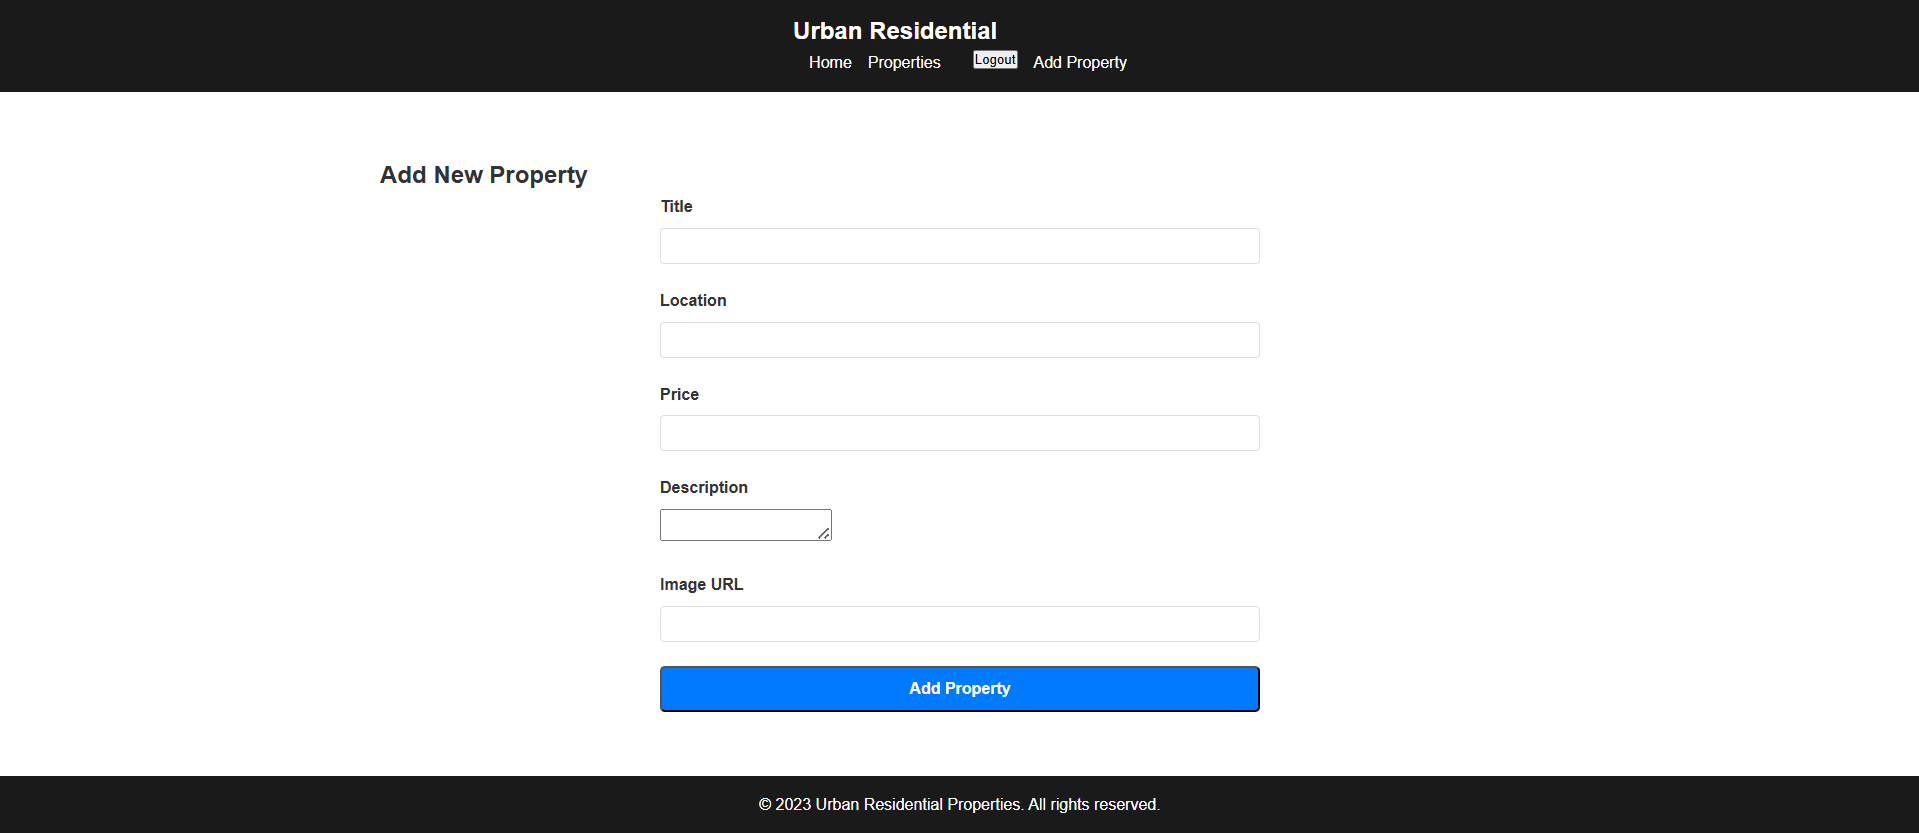 Urban Residential
Home Properties Logout Add Property
Add New Property
Title
Location
Price
Description
Image URL
Add Property
© 2023 Urban Residential Properties. All rights reserved.